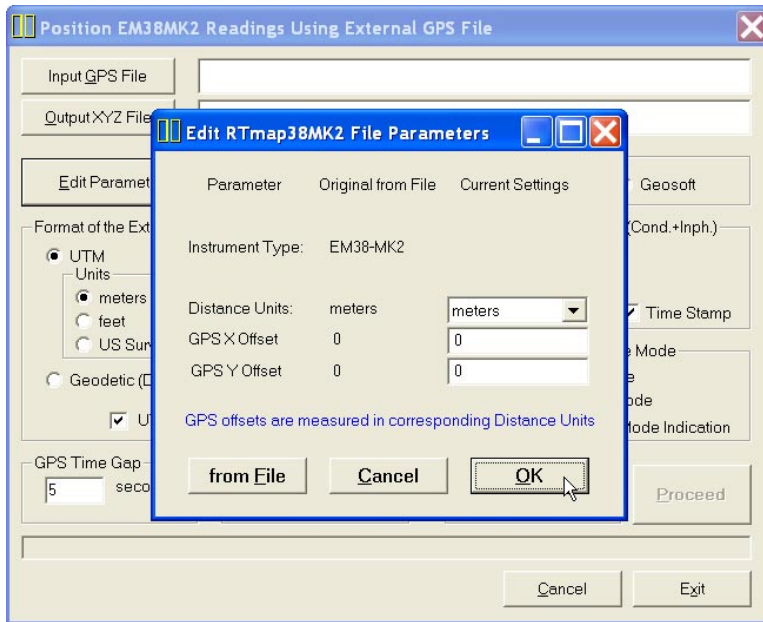 Position EM38MK2 Readings Using External GPS File
Input GPS File
Output XYZ File
Edit RTmap38MK2 File Parameters
Edit Paramet
Parameter Original from File Current Settings
Geosoft
Format of the Ext
(Cond.+Inph.)
UTM
Instrument Type: EM38-MK2
Units
meters
Distance Units: meters meters
Time Stamp
feet
GPS X Offset 0 0
US Sur
GPS Y Offset 0 0
Mode
Geodetic (D
ode
GPS offsets are measured in corresponding Distance Units
Mode Indication
GPS Time Gap
5 seco
from File Cancel OK
Proceed
Cancel Exit